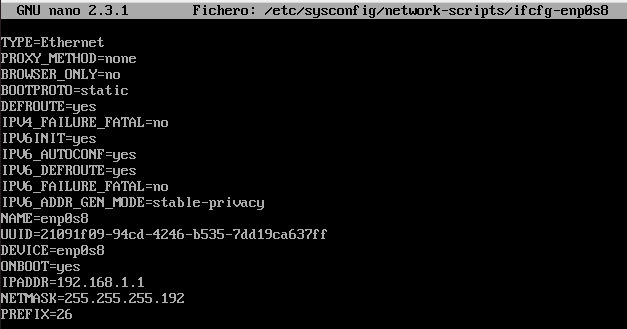 GNU nano 2.3.1 Fichero: /etc/sysconfig/network-scripts/ifcfg-enp0s8
TYPE=Ethernet
PROXY_METHOD=none
BROWSER_ONLY=no
BOOTPROTO=static
DEFROUTE=yes
IPV4_FAILURE_FATAL=no
IPV6INIT=yes
IPV6_AUTOCONF=yes
IPV6_DEFROUTE=yes
IPV6_FAILURE_FATAL=no
IPV6_ADDR_GEN_MODE=stable-privacy
NAME=enp0s8
UUID=21091f09-94cd-4246-b535-7dd19ca637ff
DEVICE=enp0s8
ONBOOT=yes
IPADDR=192.168.1.1
NETMASK=255.255.255.192
PREFIX=26